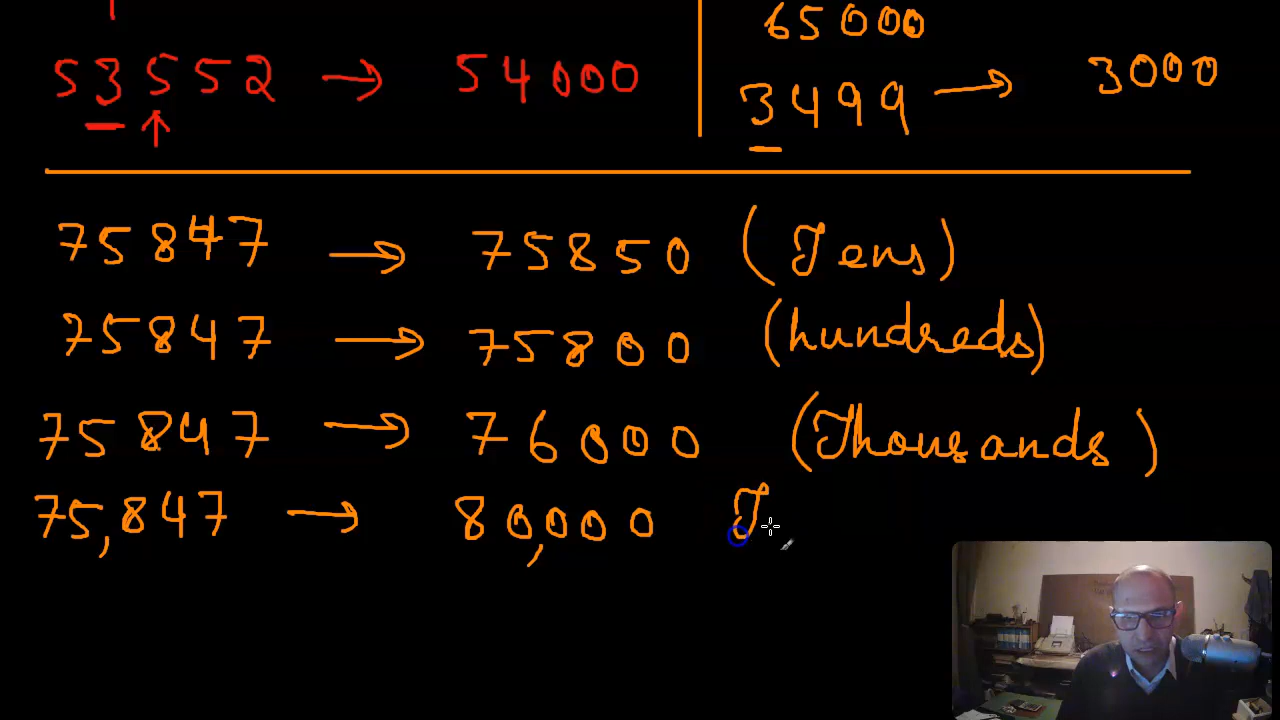 53552 → 54000
65000
3499 → 3000
75847 → 75850 (Tens)
75847 → 75800 (hundreds)
75847 → 76000 (Thousands)
75,847 → 80,000 T